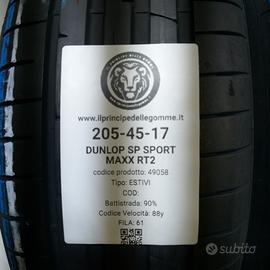 www.ilprincipedellegomme.it
205-45-17
DUNLOP SP SPORT
MAXX RT2
codice prodotto: 49058
Tipo: ESTIVI
COD:
Battistrada: 90%
Codice Velocità: 88y
FILA: 61
subito